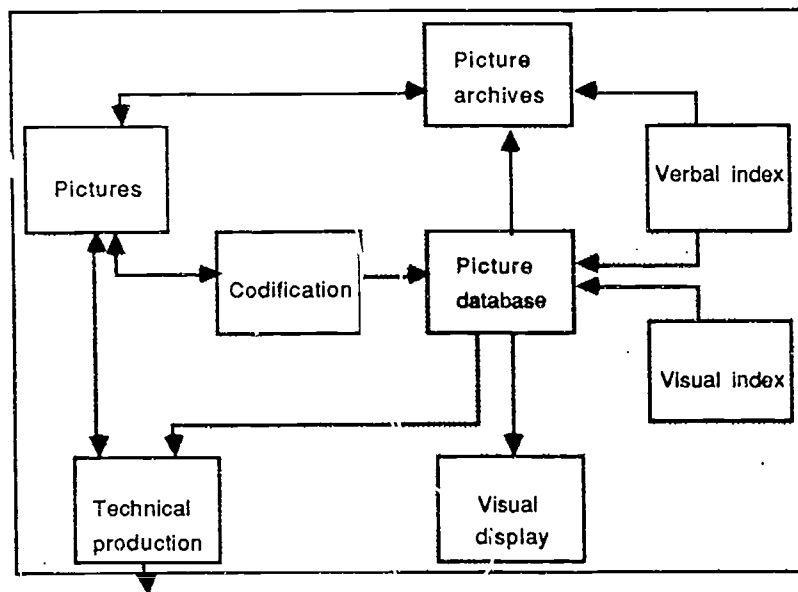 Picture
archives
Pictures
Verbal index
Codification
Picture
database
Visual index
Technical
production
Visual
display